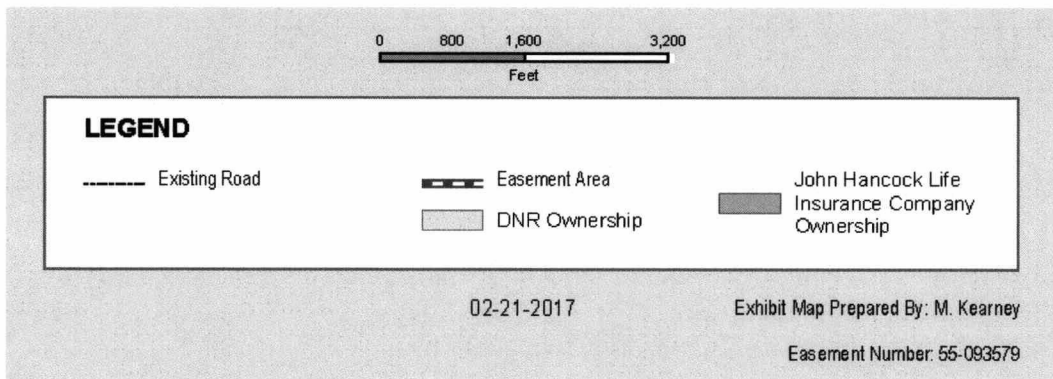 0 800 1,600 3,200
Feet
LEGEND
Existing Road
Easement Area
DNR Ownership
John Hancock Life
Insurance Company
Ownership
02-21-2017
Exhibit Map Prepared By: M. Kearney
Easement Number: 55-093579